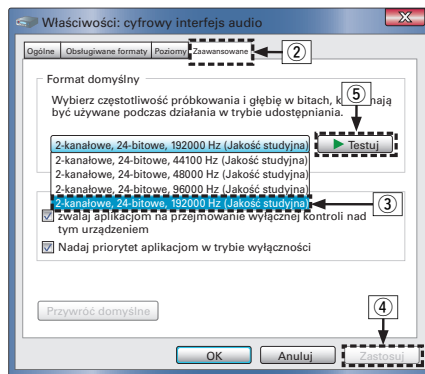 Właściwości: cyfrowy interfejs audio
Ogólne Obsługiwane formaty Poziomy Zaawansowane
②
Format domyślny
Wybierz częstotliwość próbkowania i głębię w bitach, k
mają
być używane podczas działania w trybie udostępniania.
⑤
2-kanałowe, 24-bitowe, 192000 Hz (Jakość studyjna)
Testuj
2-kanałowe, 24-bitowe, 44100 Hz (Jakość studyjna)
2-kanałowe, 24-bitowe, 48000 Hz (Jakość studyjna)
2-kanałowe, 24-bitowe, 96000 Hz (Jakość studyjna)
2-kanałowe, 24-bitowe, 192000 Hz (Jakość studyjna)
③
zwalaj aplikacjom na przejmowanie wyłącznej kontroli nad
tym urządzeniem
Nadaj priorytet aplikacjom w trybie wyłączności
Przywróć domyślne
④
OK Anuluj Zastosuj